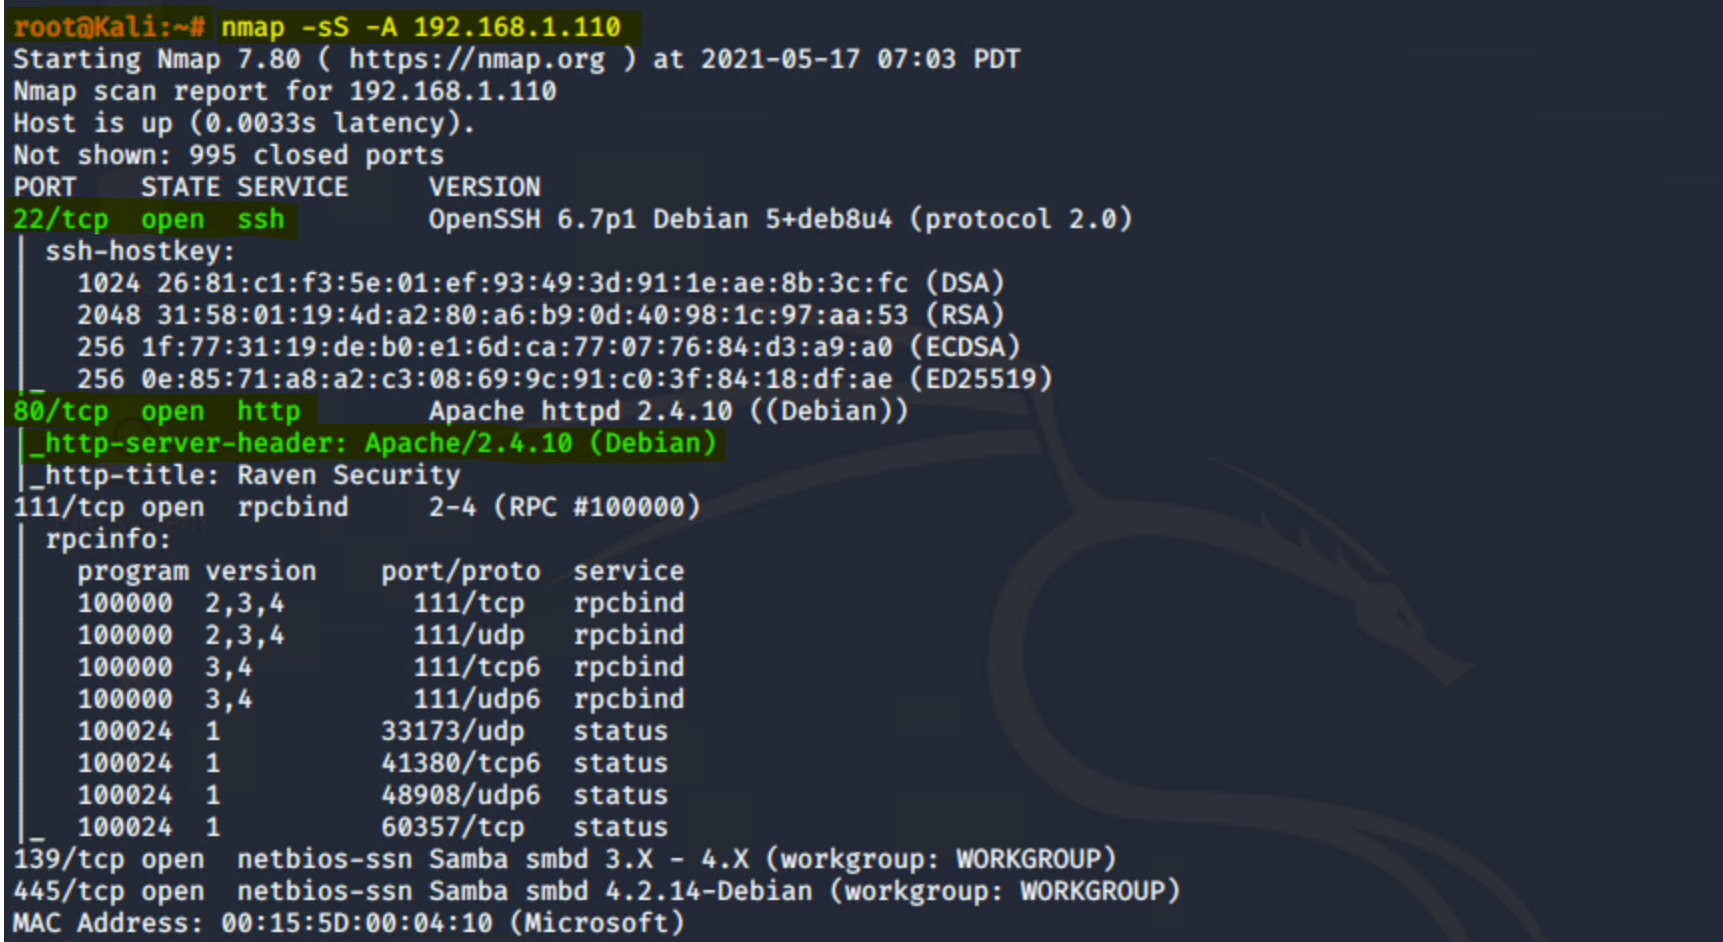 root@Kali:~# nmap -sS -A 192.168.1.110
Starting Nmap 7.80 ( https://nmap.org ) at 2021-05-17 07:03 PDT
Nmap scan report for 192.168.1.110
Host is up (0.0033s latency).
Not shown: 995 closed ports
PORT    STATE SERVICE     VERSION
22/tcp  open  ssh         OpenSSH 6.7p1 Debian 5+deb8u4 (protocol 2.0)
| ssh-hostkey:
|   1024 26:81:c1:f3:5e:01:ef:93:49:3d:91:1e:ae:8b:3c:fc (DSA)
|   2048 31:58:01:19:4d:a2:80:a6:b9:0d:40:98:1c:97:aa:53 (RSA)
|   256 1f:77:31:19:de:b0:e1:6d:ca:77:07:76:84:d3:a9:a0 (ECDSA)
|_  256 0e:85:71:a8:a2:c3:08:69:9c:91:c0:3f:84:18:df:ae (ED25519)
80/tcp  open  http        Apache httpd 2.4.10 ((Debian))
|_http-server-header: Apache/2.4.10 (Debian)
|_http-title: Raven Security
111/tcp open  rpcbind     2-4 (RPC #100000)
| rpcinfo:
|   program version    port/proto  service
|   100000  2,3,4        111/tcp   rpcbind
|   100000  2,3,4        111/udp   rpcbind
|   100000  3,4          111/tcp6  rpcbind
|   100000  3,4          111/udp6  rpcbind
|   100024  1          33173/udp   status
|   100024  1          41380/tcp6  status
|   100024  1          48908/udp6  status
|_  100024  1          60357/tcp   status
139/tcp open  netbios-ssn Samba smbd 3.X - 4.X (workgroup: WORKGROUP)
445/tcp open  netbios-ssn Samba smbd 4.2.14-Debian (workgroup: WORKGROUP)
MAC Address: 00:15:5D:00:04:10 (Microsoft)